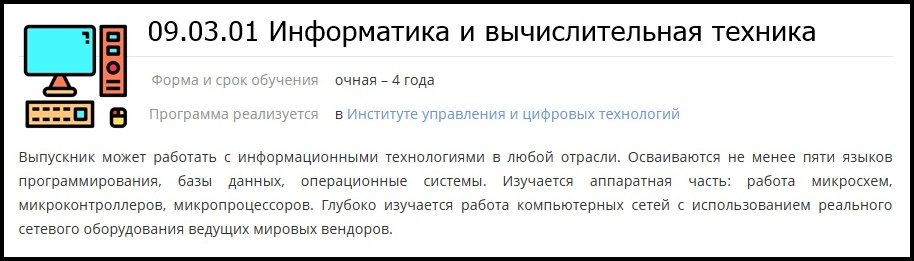 09.03.01 Информатика и вычислительная техника
Форма и срок обучения очная – 4 года
Программа реализуется в Институте управления и цифровых технологий
Выпускник может работать с информационными технологиями в любой отрасли. Осваиваются не менее пяти языков
программирования, базы данных, операционные системы. Изучается аппаратная часть: работа микросхем,
микроконтроллеров, микропроцессоров. Глубоко изучается работа компьютерных сетей с использованием реального
сетевого оборудования ведущих мировых вендоров.